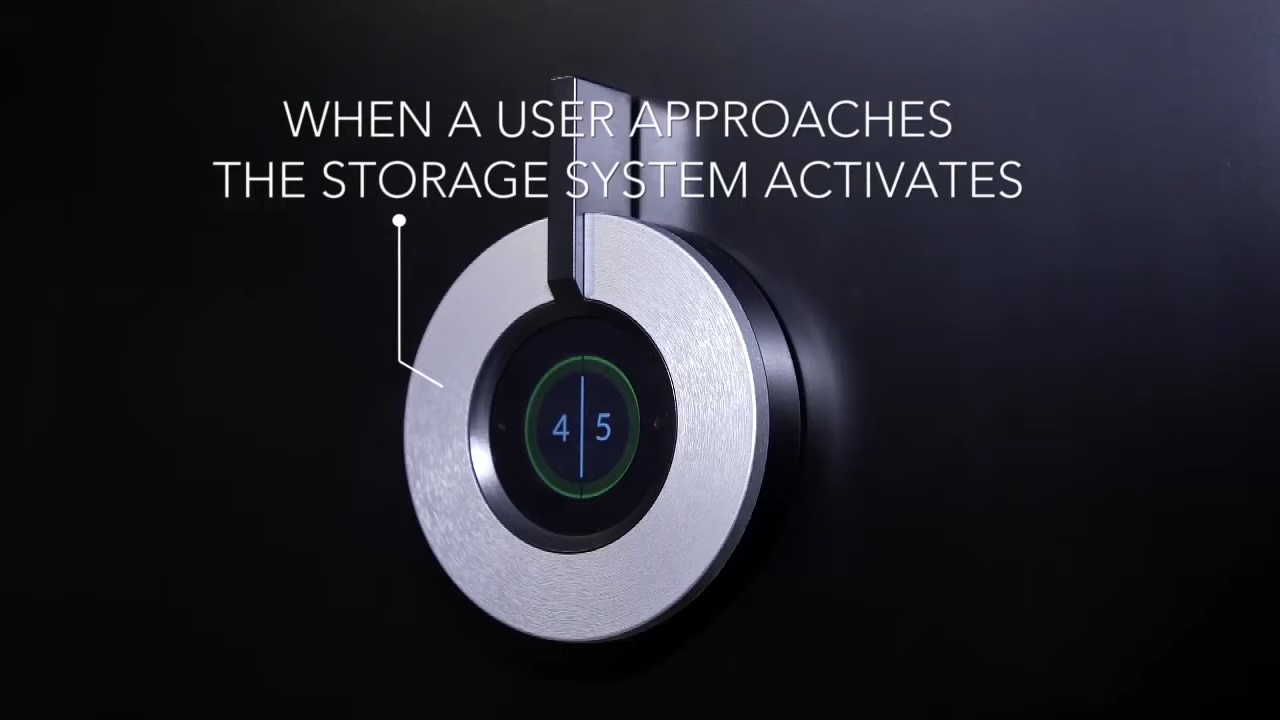 WHEN A USER APPROACHES
THE STORAGE SYSTEM ACTIVATES
4 5